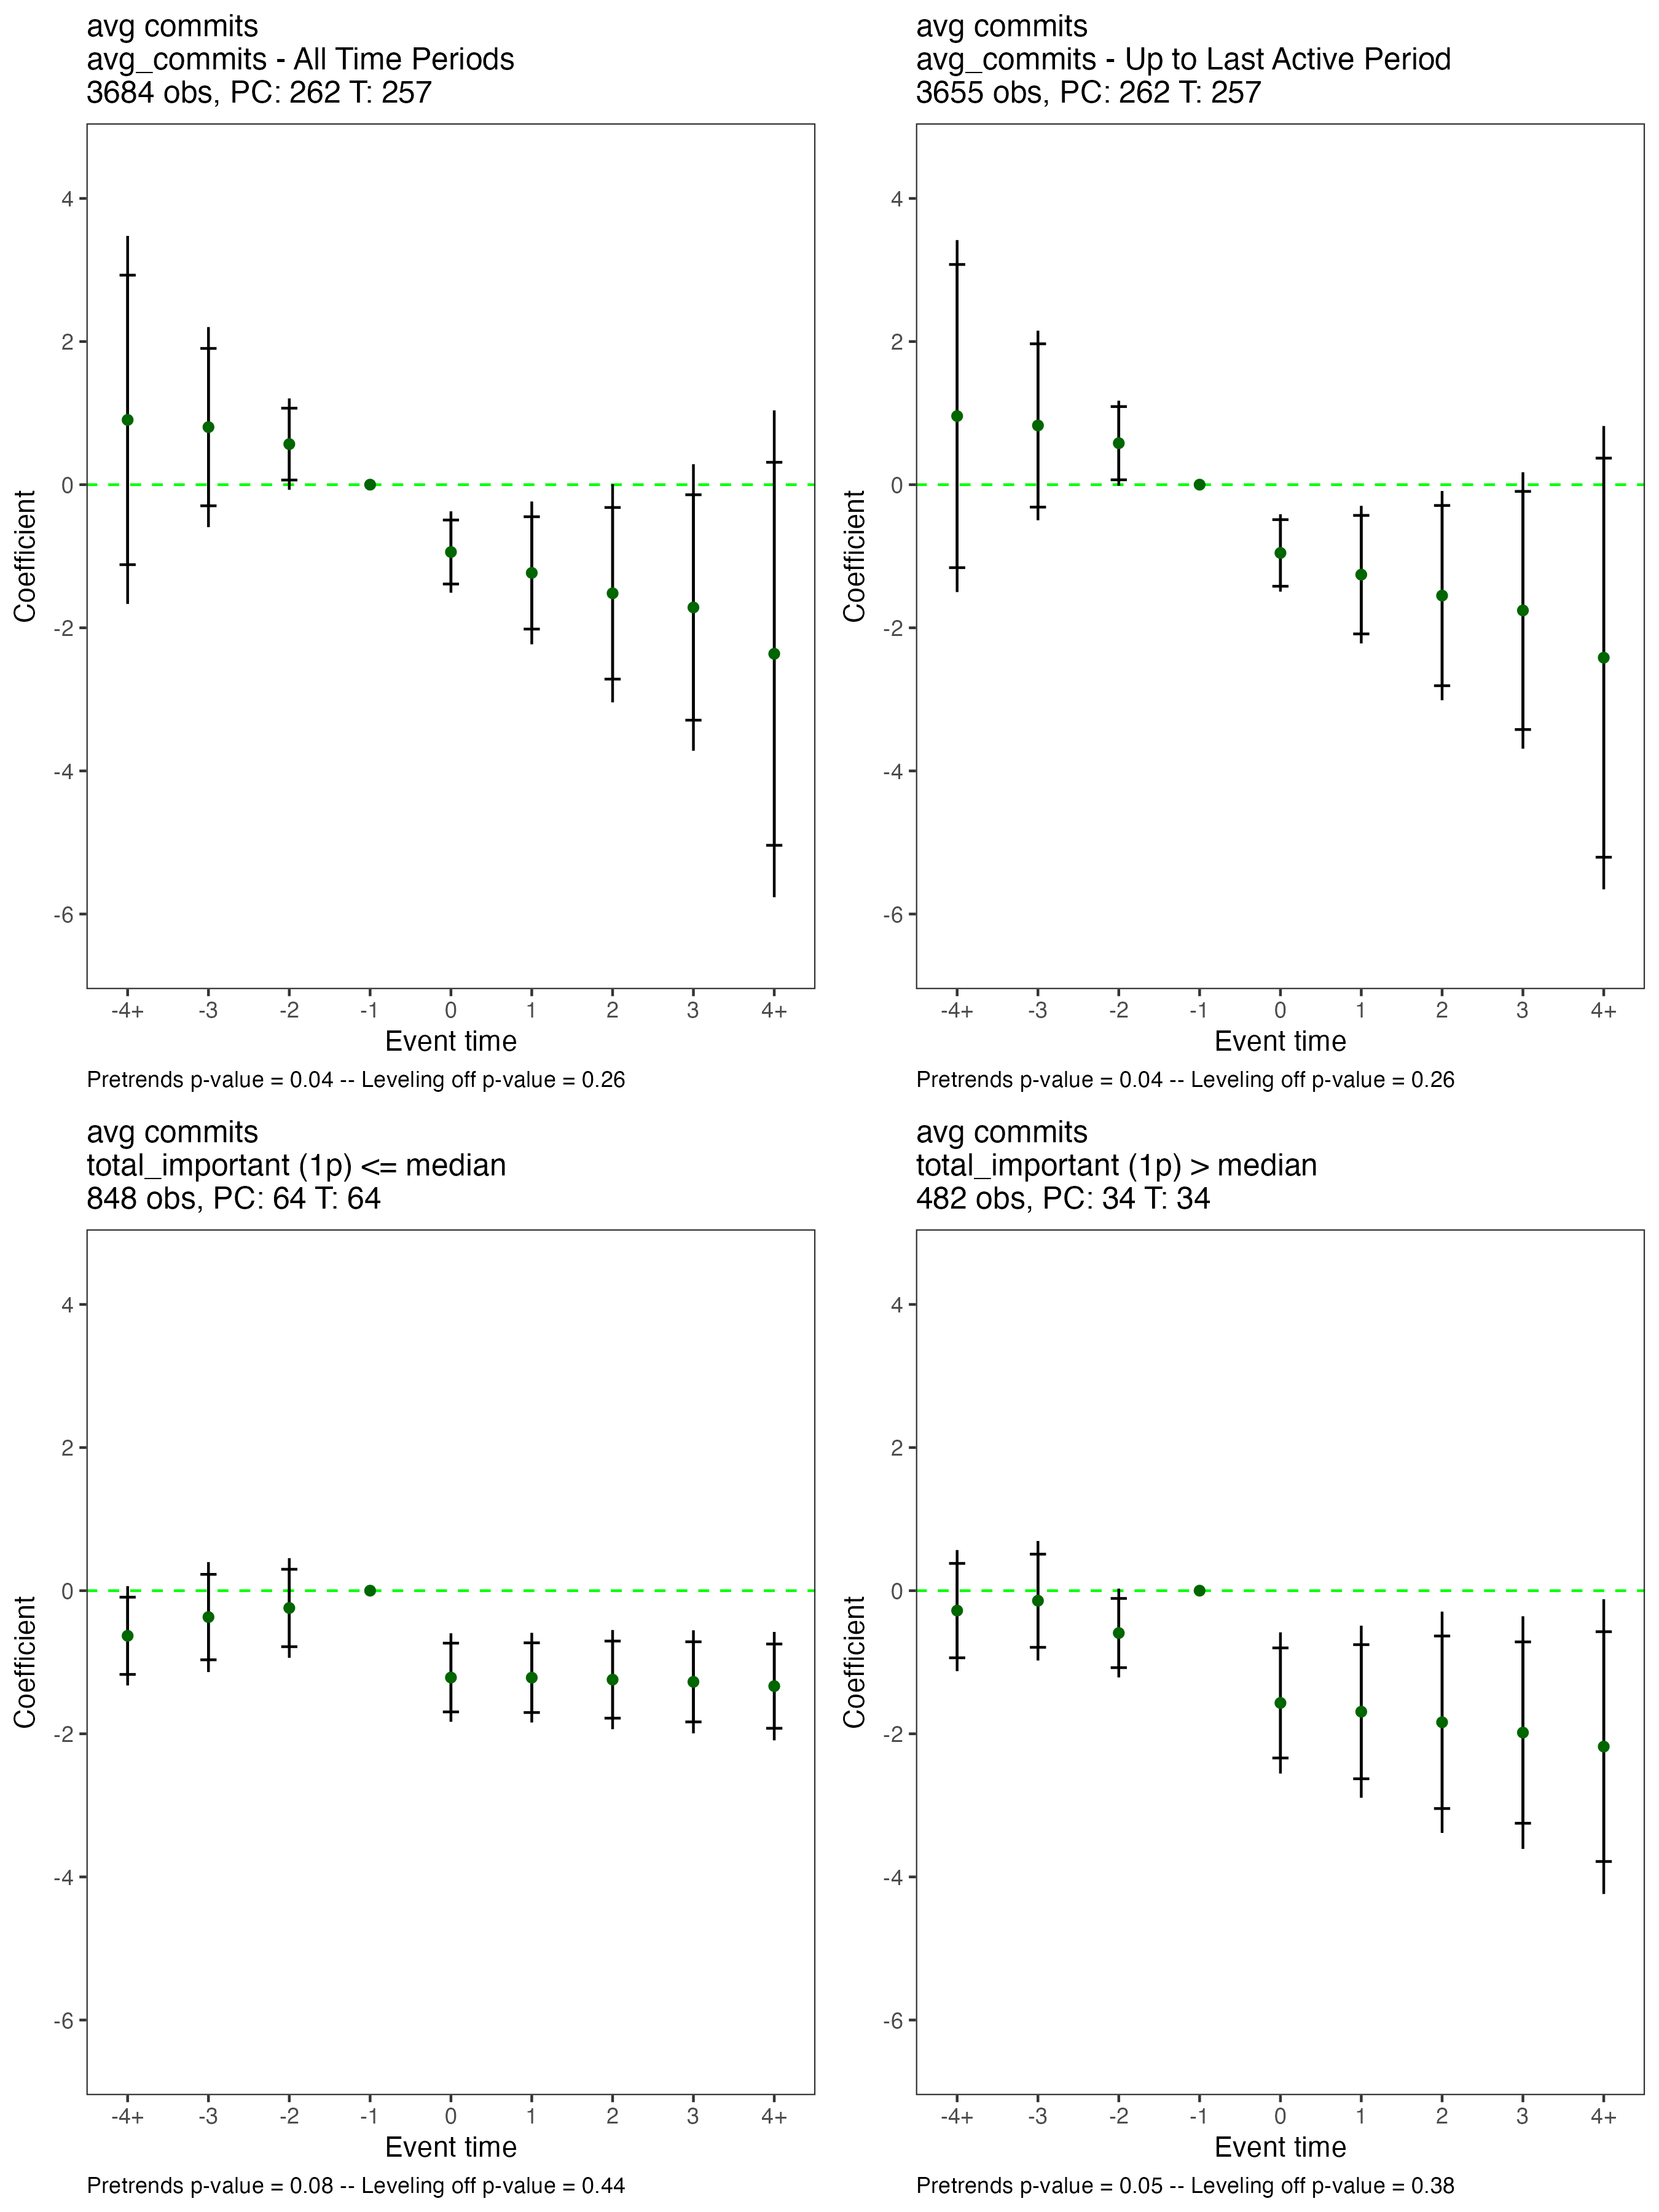 avg commits
avg_commits - All Time Periods
3684 obs, PC: 262 T: 257
Coefficient
4
2
0
-2
-4
-6
-4+ -3 -2 -1 0 1 2 3 4+
Event time
Pretrends p-value = 0.04 -- Leveling off p-value = 0.26
avg commits
avg_commits - Up to Last Active Period
3655 obs, PC: 262 T: 257
Coefficient
4
2
0
-2
-4
-6
-4+ -3 -2 -1 0 1 2 3 4+
Event time
Pretrends p-value = 0.04 -- Leveling off p-value = 0.26
avg commits
total_important (1p) <= median
848 obs, PC: 64 T: 64
Coefficient
4
2
0
-2
-4
-6
-4+ -3 -2 -1 0 1 2 3 4+
Event time
Pretrends p-value = 0.08 -- Leveling off p-value = 0.44
avg commits
total_important (1p) > median
482 obs, PC: 34 T: 34
Coefficient
4
2
0
-2
-4
-6
-4+ -3 -2 -1 0 1 2 3 4+
Event time
Pretrends p-value = 0.05 -- Leveling off p-value = 0.38